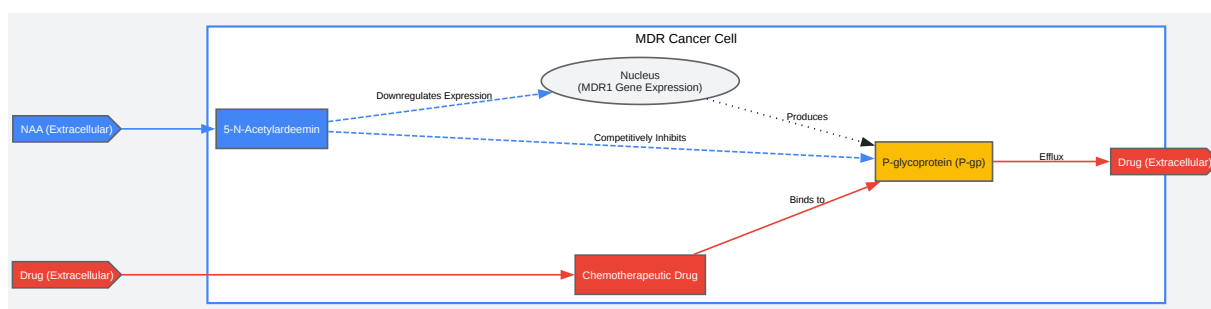 MDR Cancer Cell
Nucleus
(MDR1 Gene Expression)
Downregulates Expression
NAA (Extracellular)
5-N-Acetylardeemin
Produces
Competitively Inhibits
P-glycoprotein (P-gp)
Efflux
Drug (Extracellular)
Binds to
Drug (Extracellular)
Chemotherapeutic Drug